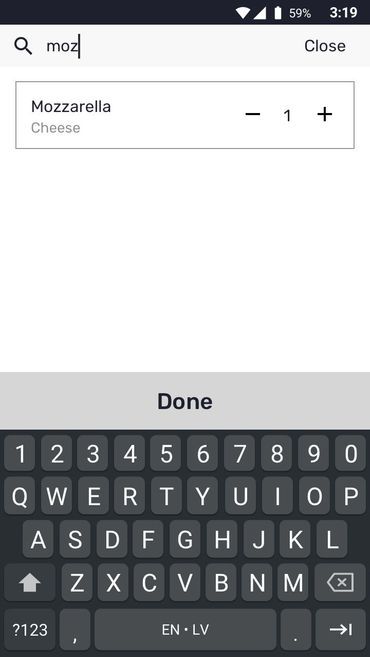 59% 3:19
moz Close
Mozzarella
Cheese
1
Done
1 2 3 4 5 6 7 8 9 0
Q W E R T Y U I O P
A S D F G H J K L
Z X C V B N M
?123 , EN • LV .